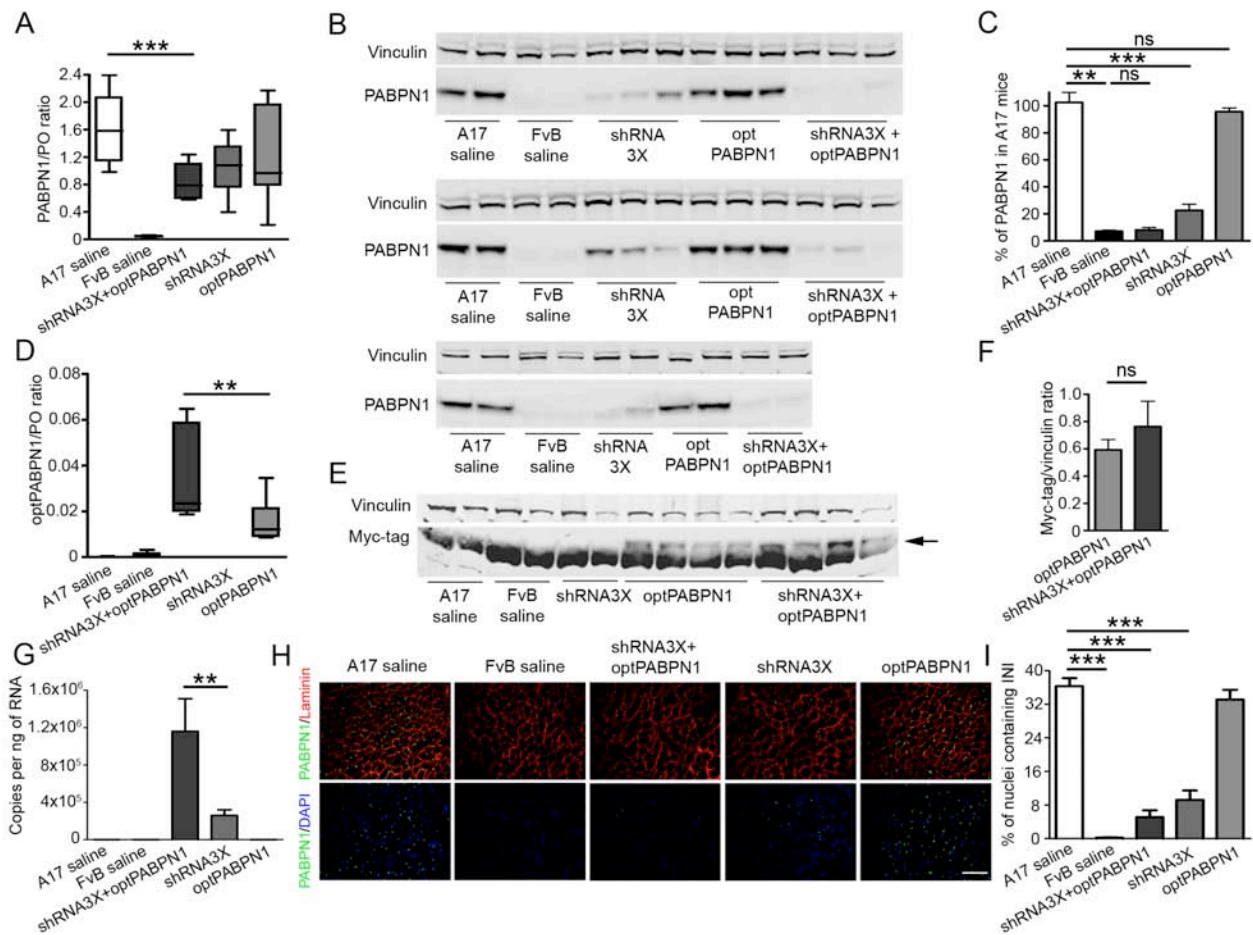 A
***
PABPN1/PO ratio
2.4
2.0
1.6
1.2
0.8
0.4
0
A17 saline
FvB saline
shRNA3X+optPABPN1
shRNA3X
optPABPN1
B
Vinculin
PABPN1
A17 saline
FvB saline
shRNA 3X
opt PABPN1
shRNA3X + optPABPN1
Vinculin
PABPN1
A17 saline
FvB saline
shRNA 3X
opt PABPN1
shRNA3X + optPABPN1
Vinculin
PABPN1
A17 saline
FvB saline
shRNA 3X
opt PABPN1
shRNA3X+ optPABPN1
C
ns
***
** ns
% of PABPN1 in A17 mice
100
80
60
40
20
0
A17 saline
FvB saline
shRNA3X+optPABPN1
shRNA3X
optPABPN1
D
**
optPABPN1/PO ratio
0.08
0.06
0.04
0.02
0
A17 saline
FvB saline
shRNA3X+optPABPN1
shRNA3X
optPABPN1
E
Vinculin
Myc-tag
A17 saline
FvB saline
shRNA3X
optPABPN1
shRNA3X+ optPABPN1
F
ns
Myc-tag/vinculin ratio
1.0
0.8
0.6
0.4
0.2
0
optPABPN1
shRNA3X+optPABPN1
G
**
Copies per ng of RNA
1.6x10⁶
1.2x10⁶
8x10⁵
4x10⁵
0
A17 saline
FvB saline
shRNA3X+optPABPN1
shRNA3X
optPABPN1
H
A17 saline
FvB saline
shRNA3X+ optPABPN1
shRNA3X
optPABPN1
PABPN1/Laminin
PABPN1/DAPI
I
***
***
***
% of nuclei containing INI
40
32
24
16
8
0
A17 saline
FvB saline
shRNA3X+optPABPN1
shRNA3X
optPABPN1